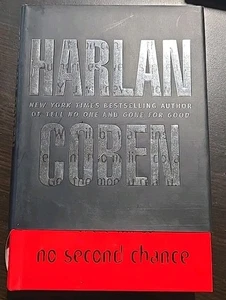 HARLAN
NEW YORK TIMES BESTSELLING AUTHOR
OF TELL NO ONE AND GONE FOR GOOD
COBEN
no second chance